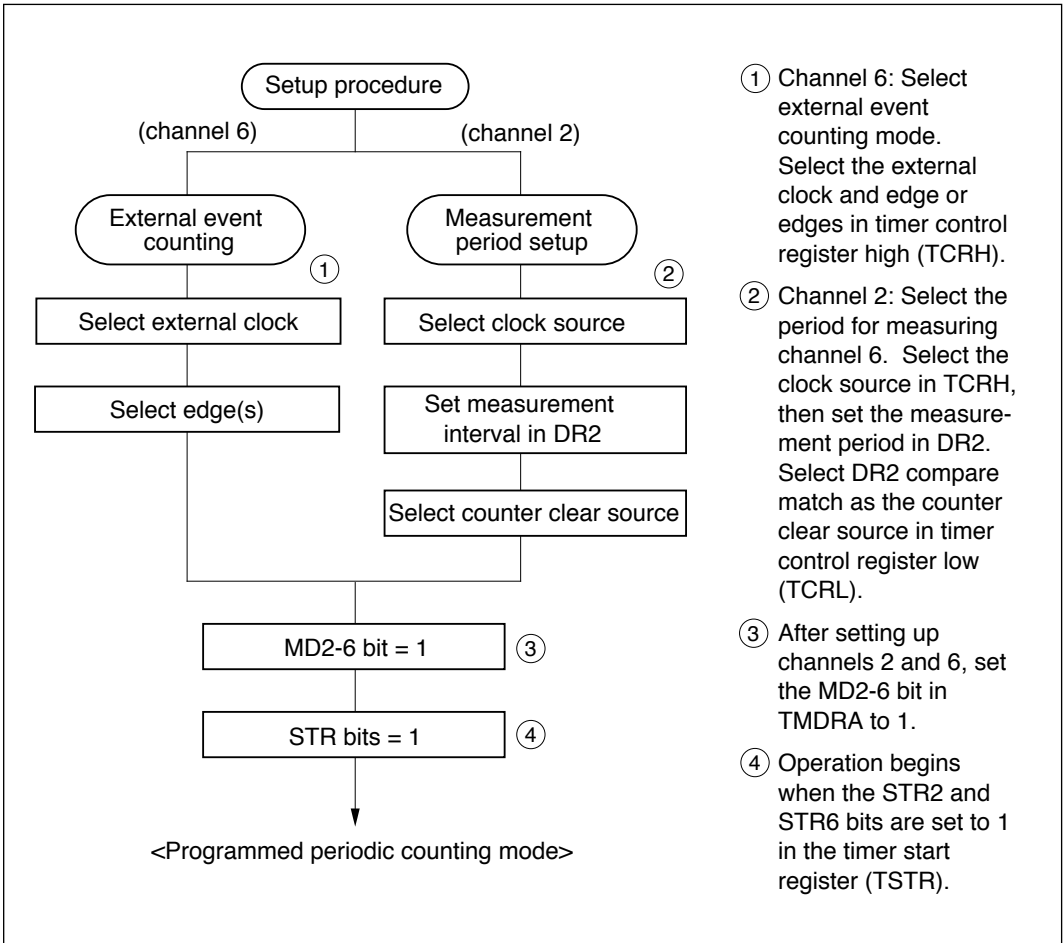 Setup procedure
(channel 6)
(channel 2)
External event
counting
Measurement
period setup
1
2
Select external clock
Select clock source
Select edge(s)
Set measurement
interval in DR2
Select counter clear source
MD2-6 bit = 1
3
STR bits = 1
4
<Programmed periodic counting mode>
1 Channel 6: Select
external event
counting mode.
Select the external
clock and edge or
edges in timer control
register high (TCRH).
2 Channel 2: Select the
period for measuring
channel 6. Select the
clock source in TCRH,
then set the measure-
ment period in DR2.
Select DR2 compare
match as the counter
clear source in timer
control register low
(TCRL).
3 After setting up
channels 2 and 6, set
the MD2-6 bit in
TMDRA to 1.
4 Operation begins
when the STR2 and
STR6 bits are set to 1
in the timer start
register (TSTR).